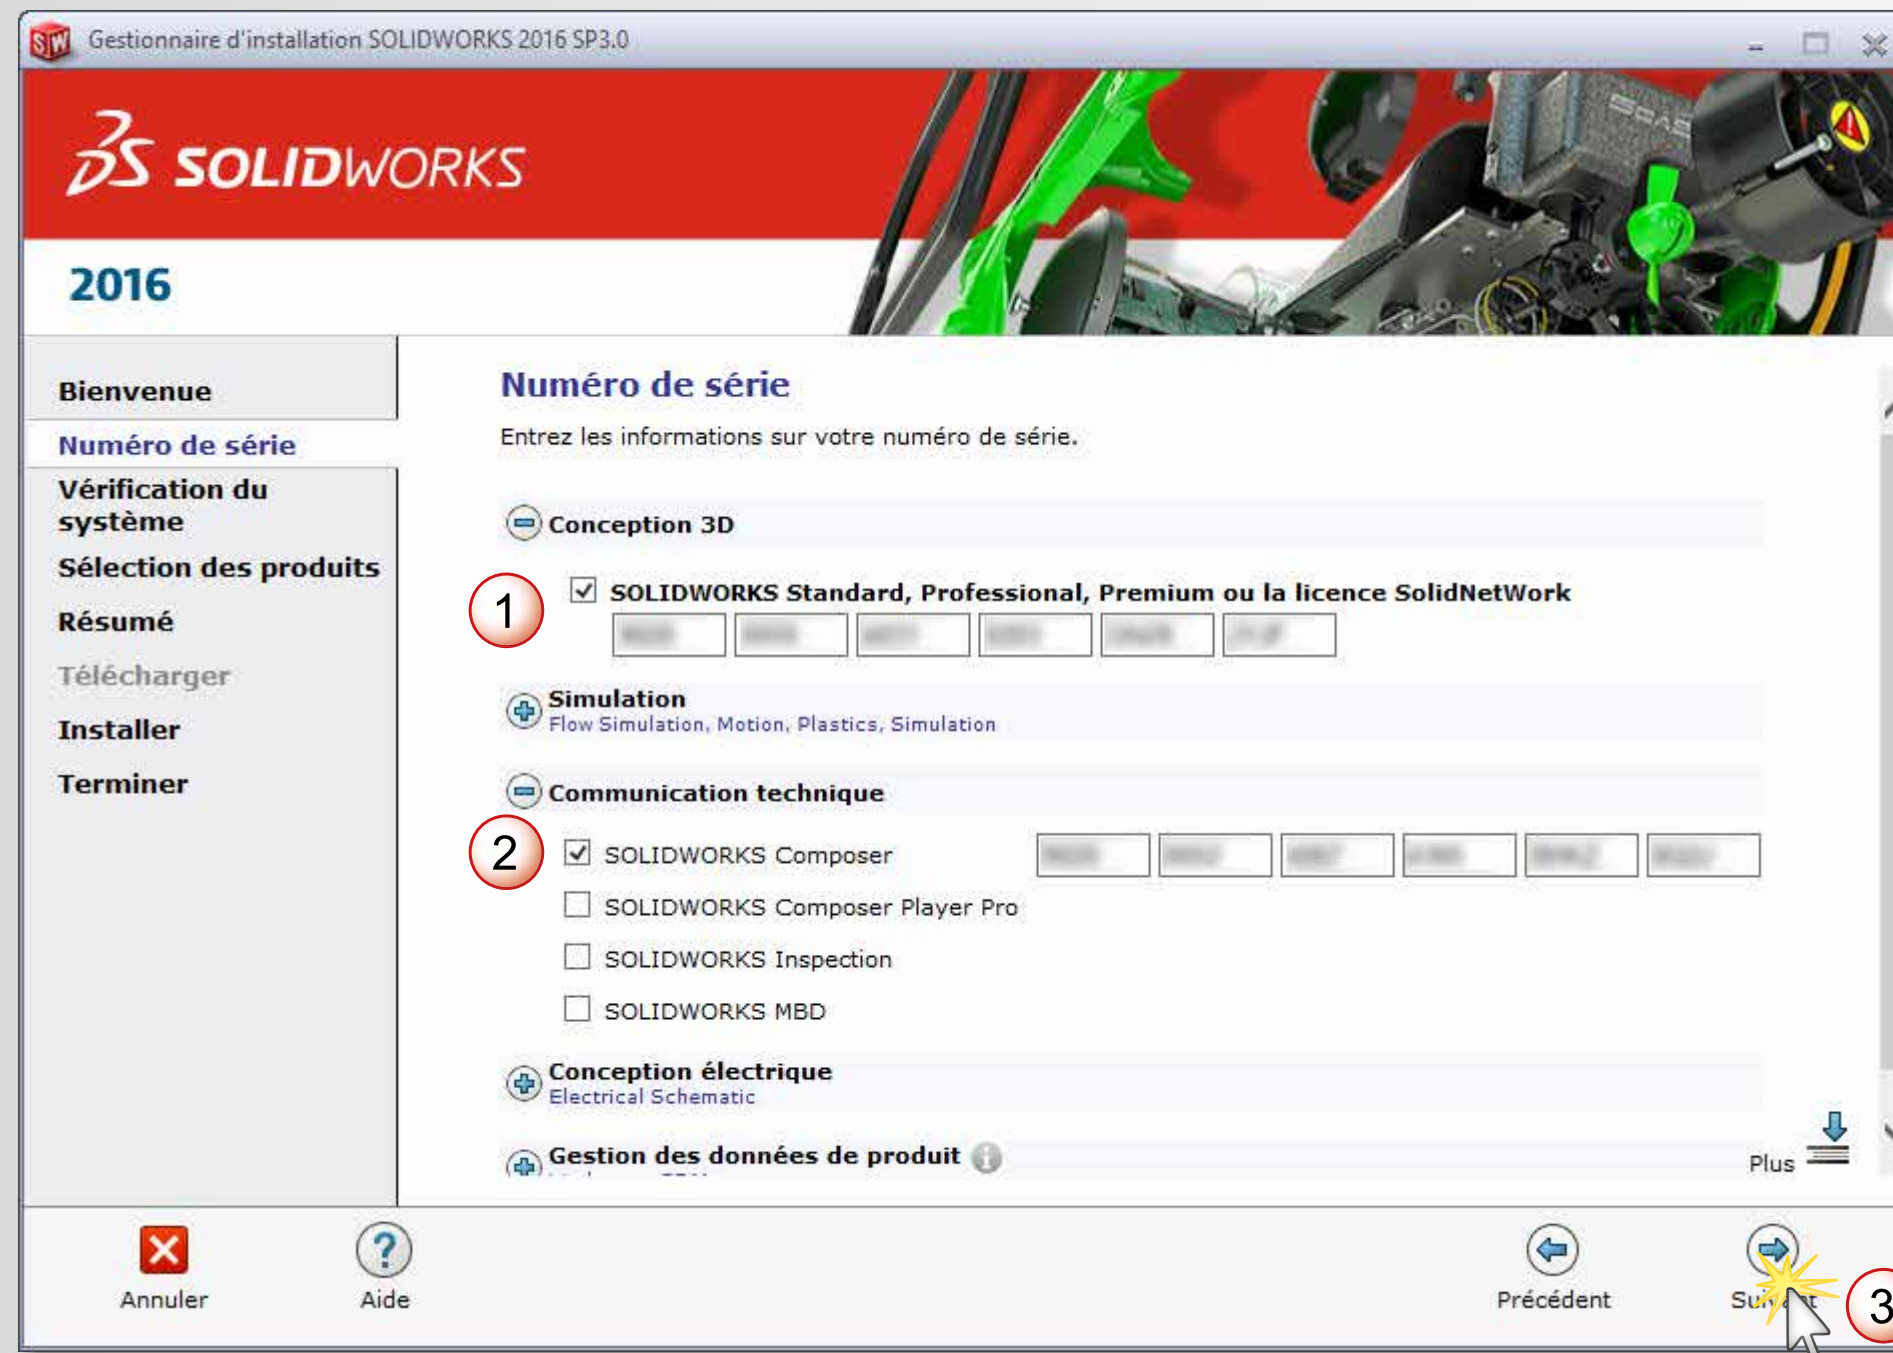 Gestionnaire d'installation SOLIDWORKS 2016 SP3.0
SOLIDWORKS
2016
Bienvenue
Numéro de série
Vérification du
système
Sélection des produits
Résumé
Télécharger
Installer
Terminer
Numéro de série
Entrez les informations sur votre numéro de série.
Conception 3D
1
SOLIDWORKS Standard, Professional, Premium ou la licence SolidNetWork
Simulation
Flow Simulation, Motion, Plastics, Simulation
Communication technique
2
SOLIDWORKS Composer
SOLIDWORKS Composer Player Pro
SOLIDWORKS Inspection
SOLIDWORKS MBD
Conception électrique
Electrical Schematic
Gestion des données de produit
Plus
Annuler
Aide
Précédent
Suivant
3